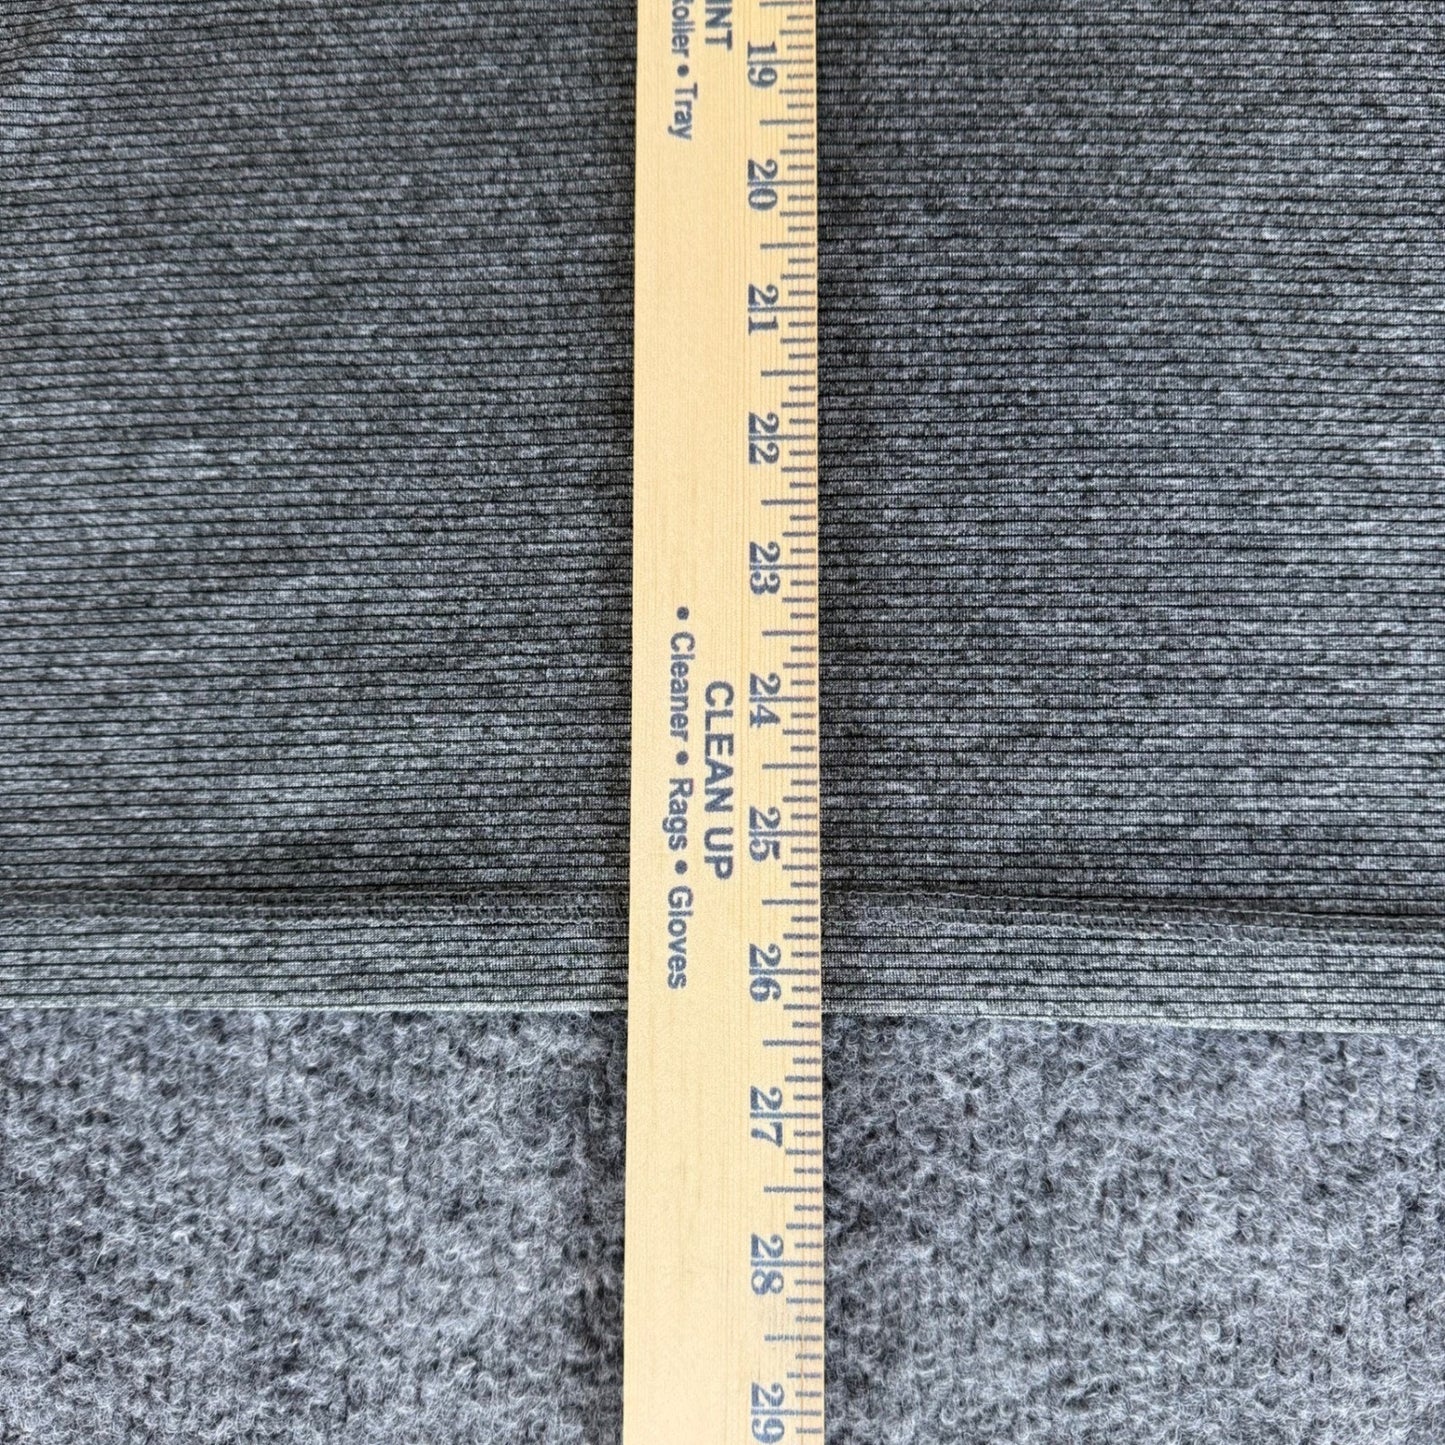 INT
Roller • Tray
CLEAN UP
• Cleaner • Rags • Gloves
19 20 21 22 23 24 25 26 27 28 29